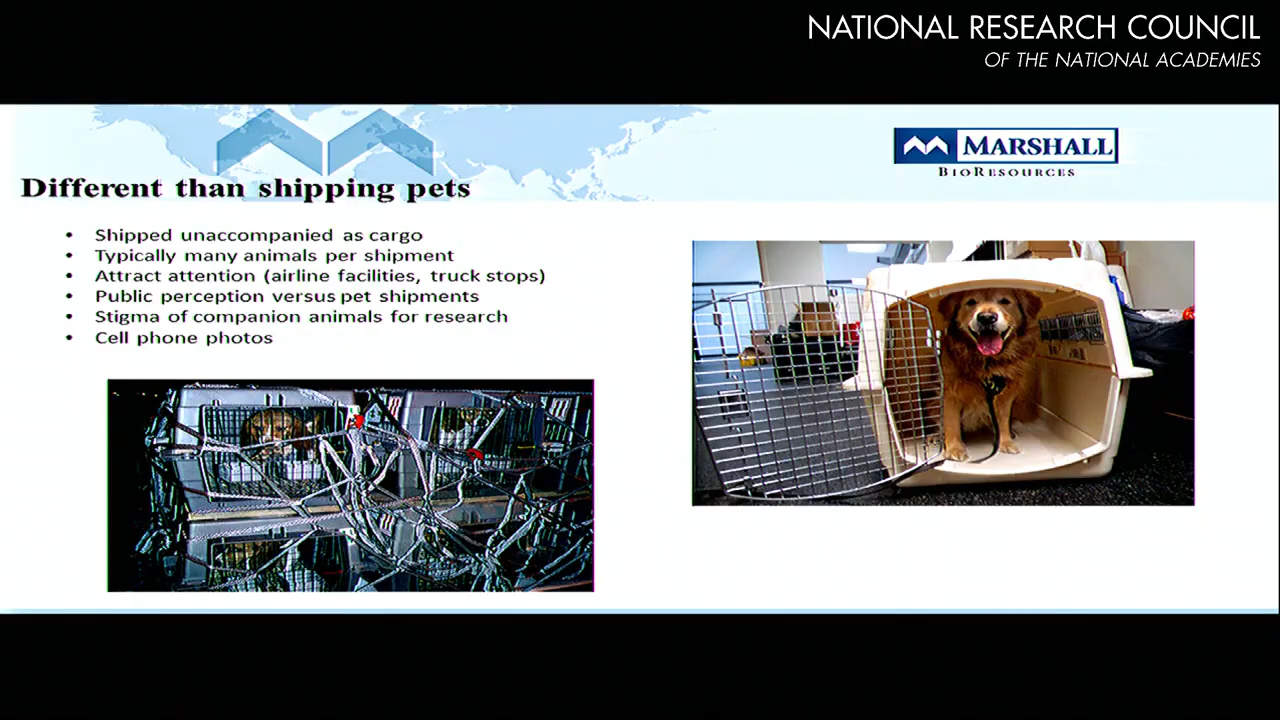 NATIONAL RESEARCH COUNCIL
OF THE NATIONAL ACADEMIES
MARSHALL
BIORESOURCES
Different than shipping pets
• Shipped unaccompanied as cargo
• Typically many animals per shipment
• Attract attention (airline facilities, truck stops)
• Public perception versus pet shipments
• Stigma of companion animals for research
• Cell phone photos